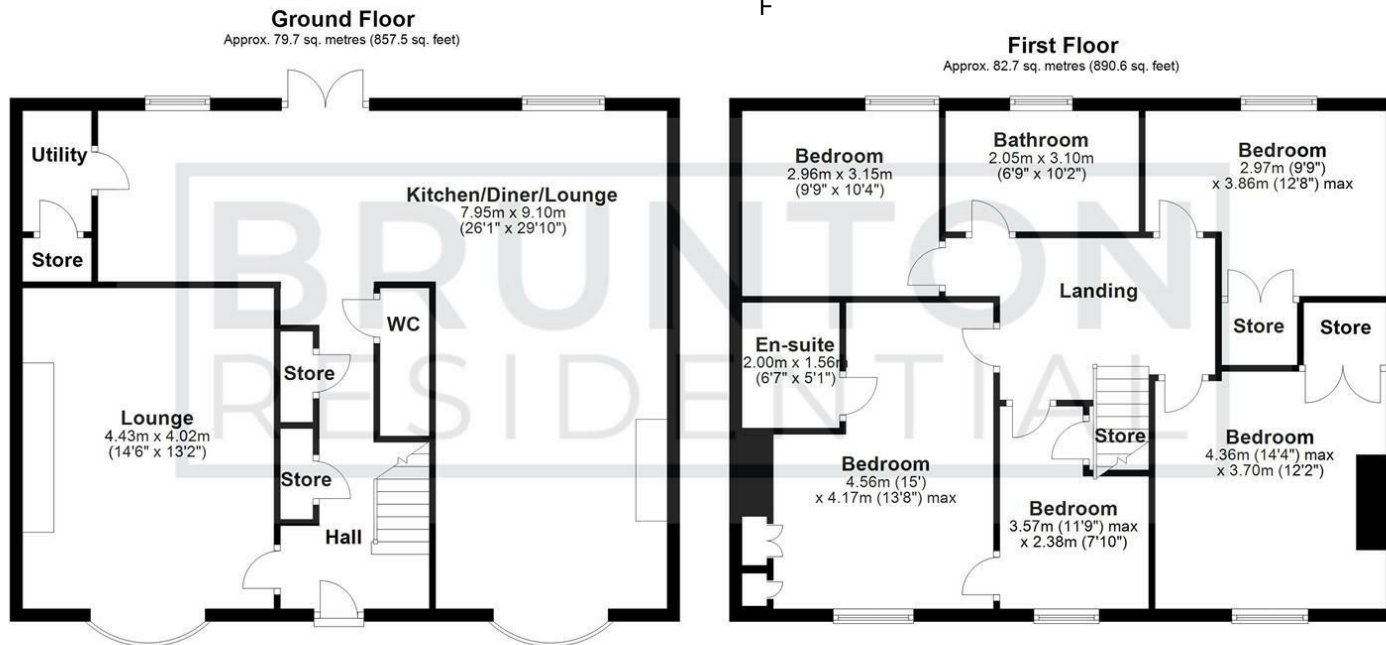 F
Ground Floor
Approx. 79.7 sq. metres (857.5 sq. feet)
Utility
Store
Kitchen/Diner/Lounge
7.95m x 9.10m
(26'1" x 29'10")
WC
Store
Lounge
4.43m x 4.02m
(14'6" x 13'2")
Store
Hall
First Floor
Approx. 82.7 sq. metres (890.6 sq. feet)
Bedroom
2.96m x 3.15m
(9'9" x 10'4")
Bathroom
2.05m x 3.10m
(6'9" x 10'2")
Bedroom
2.97m (9'9")
x 3.86m (12'8") max
Landing
Store
Store
En-suite
2.00m x 1.56m
(6'7" x 5'1")
Bedroom
4.56m (15')
x 4.17m (13'8") max
Store
Bedroom
3.57m (11'9") max
x 2.38m (7'10")
Bedroom
4.36m (14'4") max
x 3.70m (12'2")
BRUNTON
RESIDENTIAL